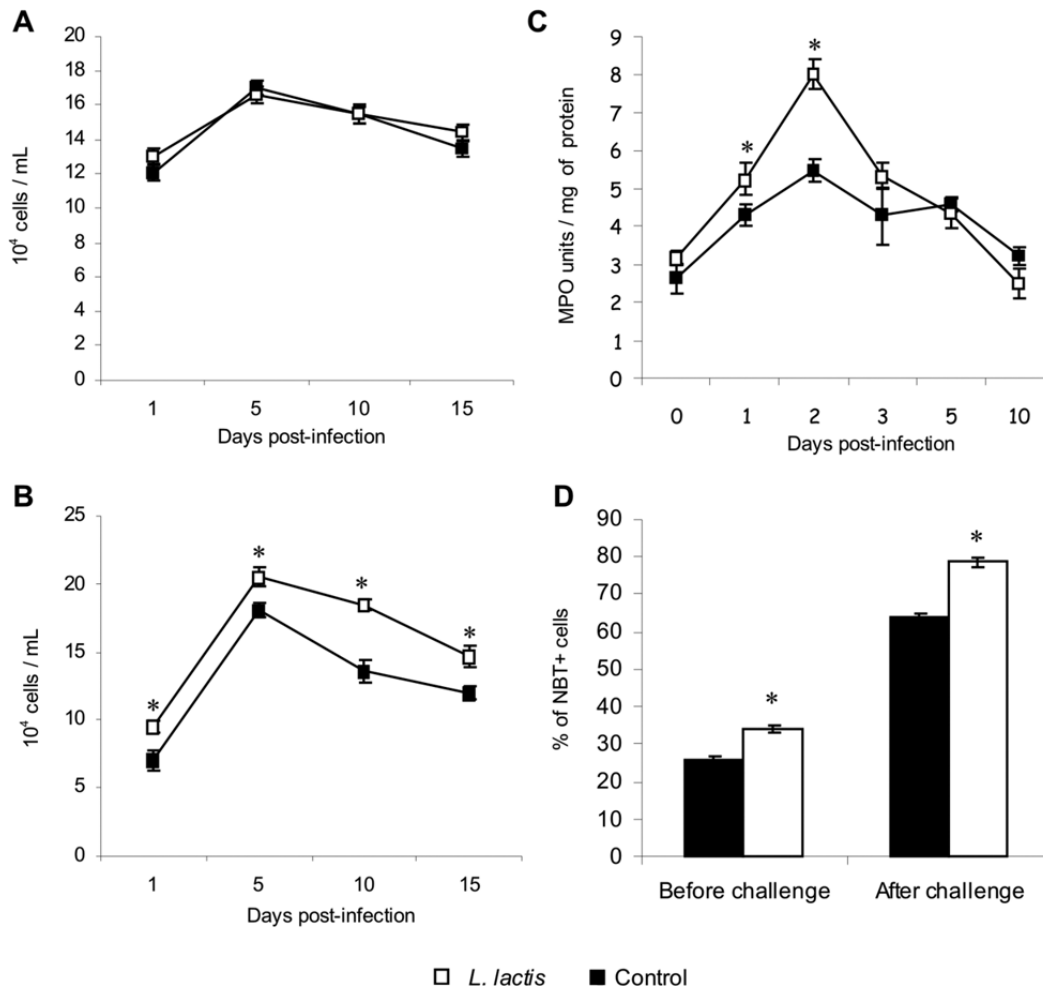 A
20
18
16
14
12
10
8
6
4
2
0
10⁴ cells / mL
1 5 10 15
Days post-infection
C
9
8
7
6
5
4
3
2
1
0
MPO units / mg of protein
* *
0 1 2 3 5 10
Days post-infection
B
25
20
15
10
5
0
10⁴ cells / mL
* * * *
1 5 10 15
Days post-infection
D
90
80
70
60
50
40
30
20
10
0
% of NBT+ cells
* *
Before challenge After challenge
L. lactis Control